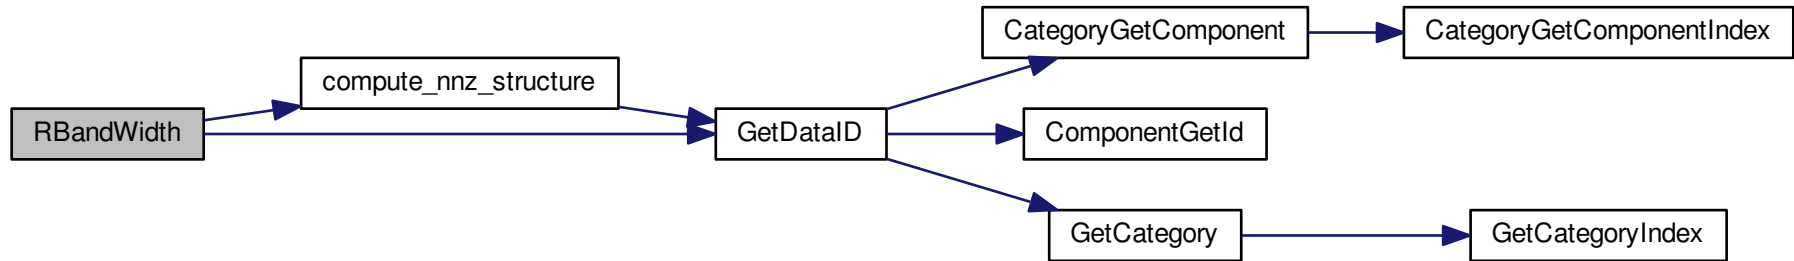 RBandWidth
compute_nnz_structure
GetDataID
CategoryGetComponent
CategoryGetComponentIndex
ComponentGetId
GetCategory
GetCategoryIndex